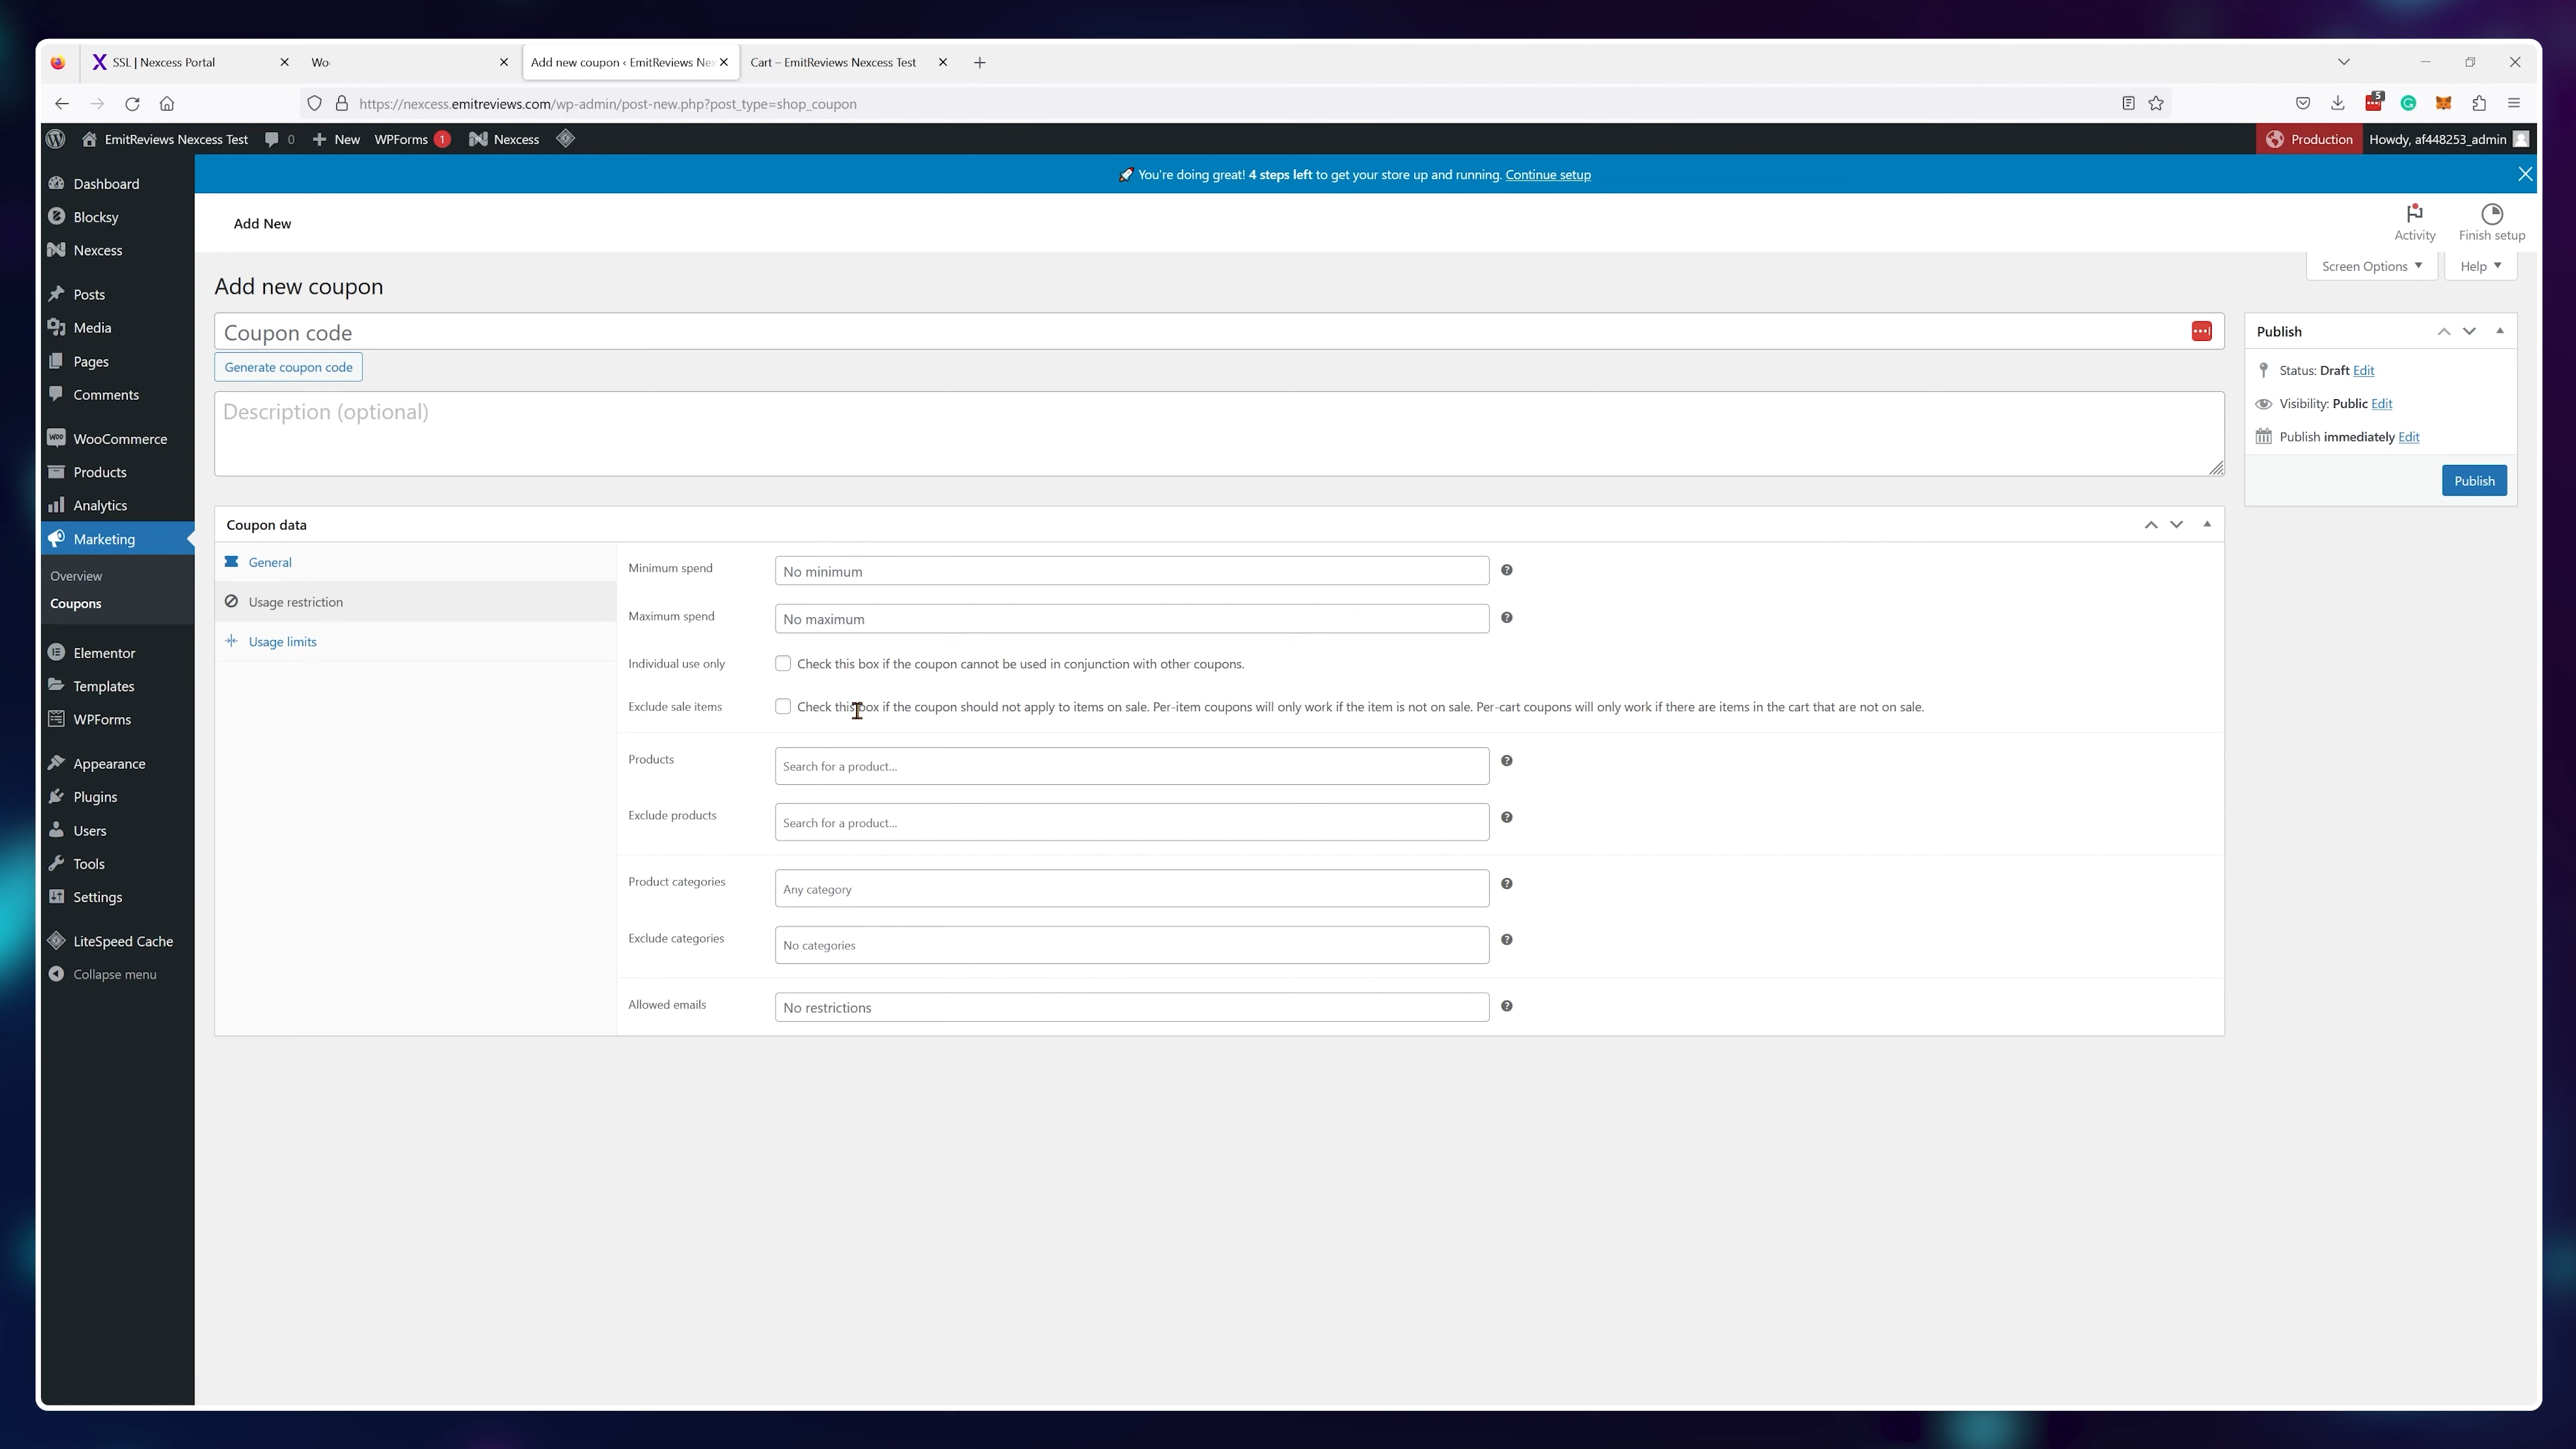 SSL | Nexcess Portal
Wo
Add new coupon ‹ EmitReviews Nex
Cart – EmitReviews Nexcess Test
https://nexcess.emitreviews.com/wp-admin/post-new.php?post_type=shop_coupon
5
EmitReviews Nexcess Test
0
New
WPForms 1
Nexcess
Production
Howdy, af448253_admin
You're doing great! 4 steps left to get your store up and running. Continue setup
Dashboard
Blocksy
Nexcess
Posts
Media
Pages
Comments
WooCommerce
Products
Analytics
Marketing
Overview
Coupons
Elementor
Templates
WPForms
Appearance
Plugins
Users
Tools
Settings
LiteSpeed Cache
Collapse menu
Add New
Activity
Finish setup
Screen Options
Help
Add new coupon
Coupon code
Generate coupon code
Description (optional)
Publish
Status: Draft Edit
Visibility: Public Edit
Publish immediately Edit
Publish
Coupon data
General
Usage restriction
Usage limits
Minimum spend
No minimum
Maximum spend
No maximum
Individual use only
Check this box if the coupon cannot be used in conjunction with other coupons.
Exclude sale items
Check this box if the coupon should not apply to items on sale. Per-item coupons will only work if the item is not on sale. Per-cart coupons will only work if there are items in the cart that are not on sale.
Products
Search for a product...
Exclude products
Search for a product...
Product categories
Any category
Exclude categories
No categories
Allowed emails
No restrictions